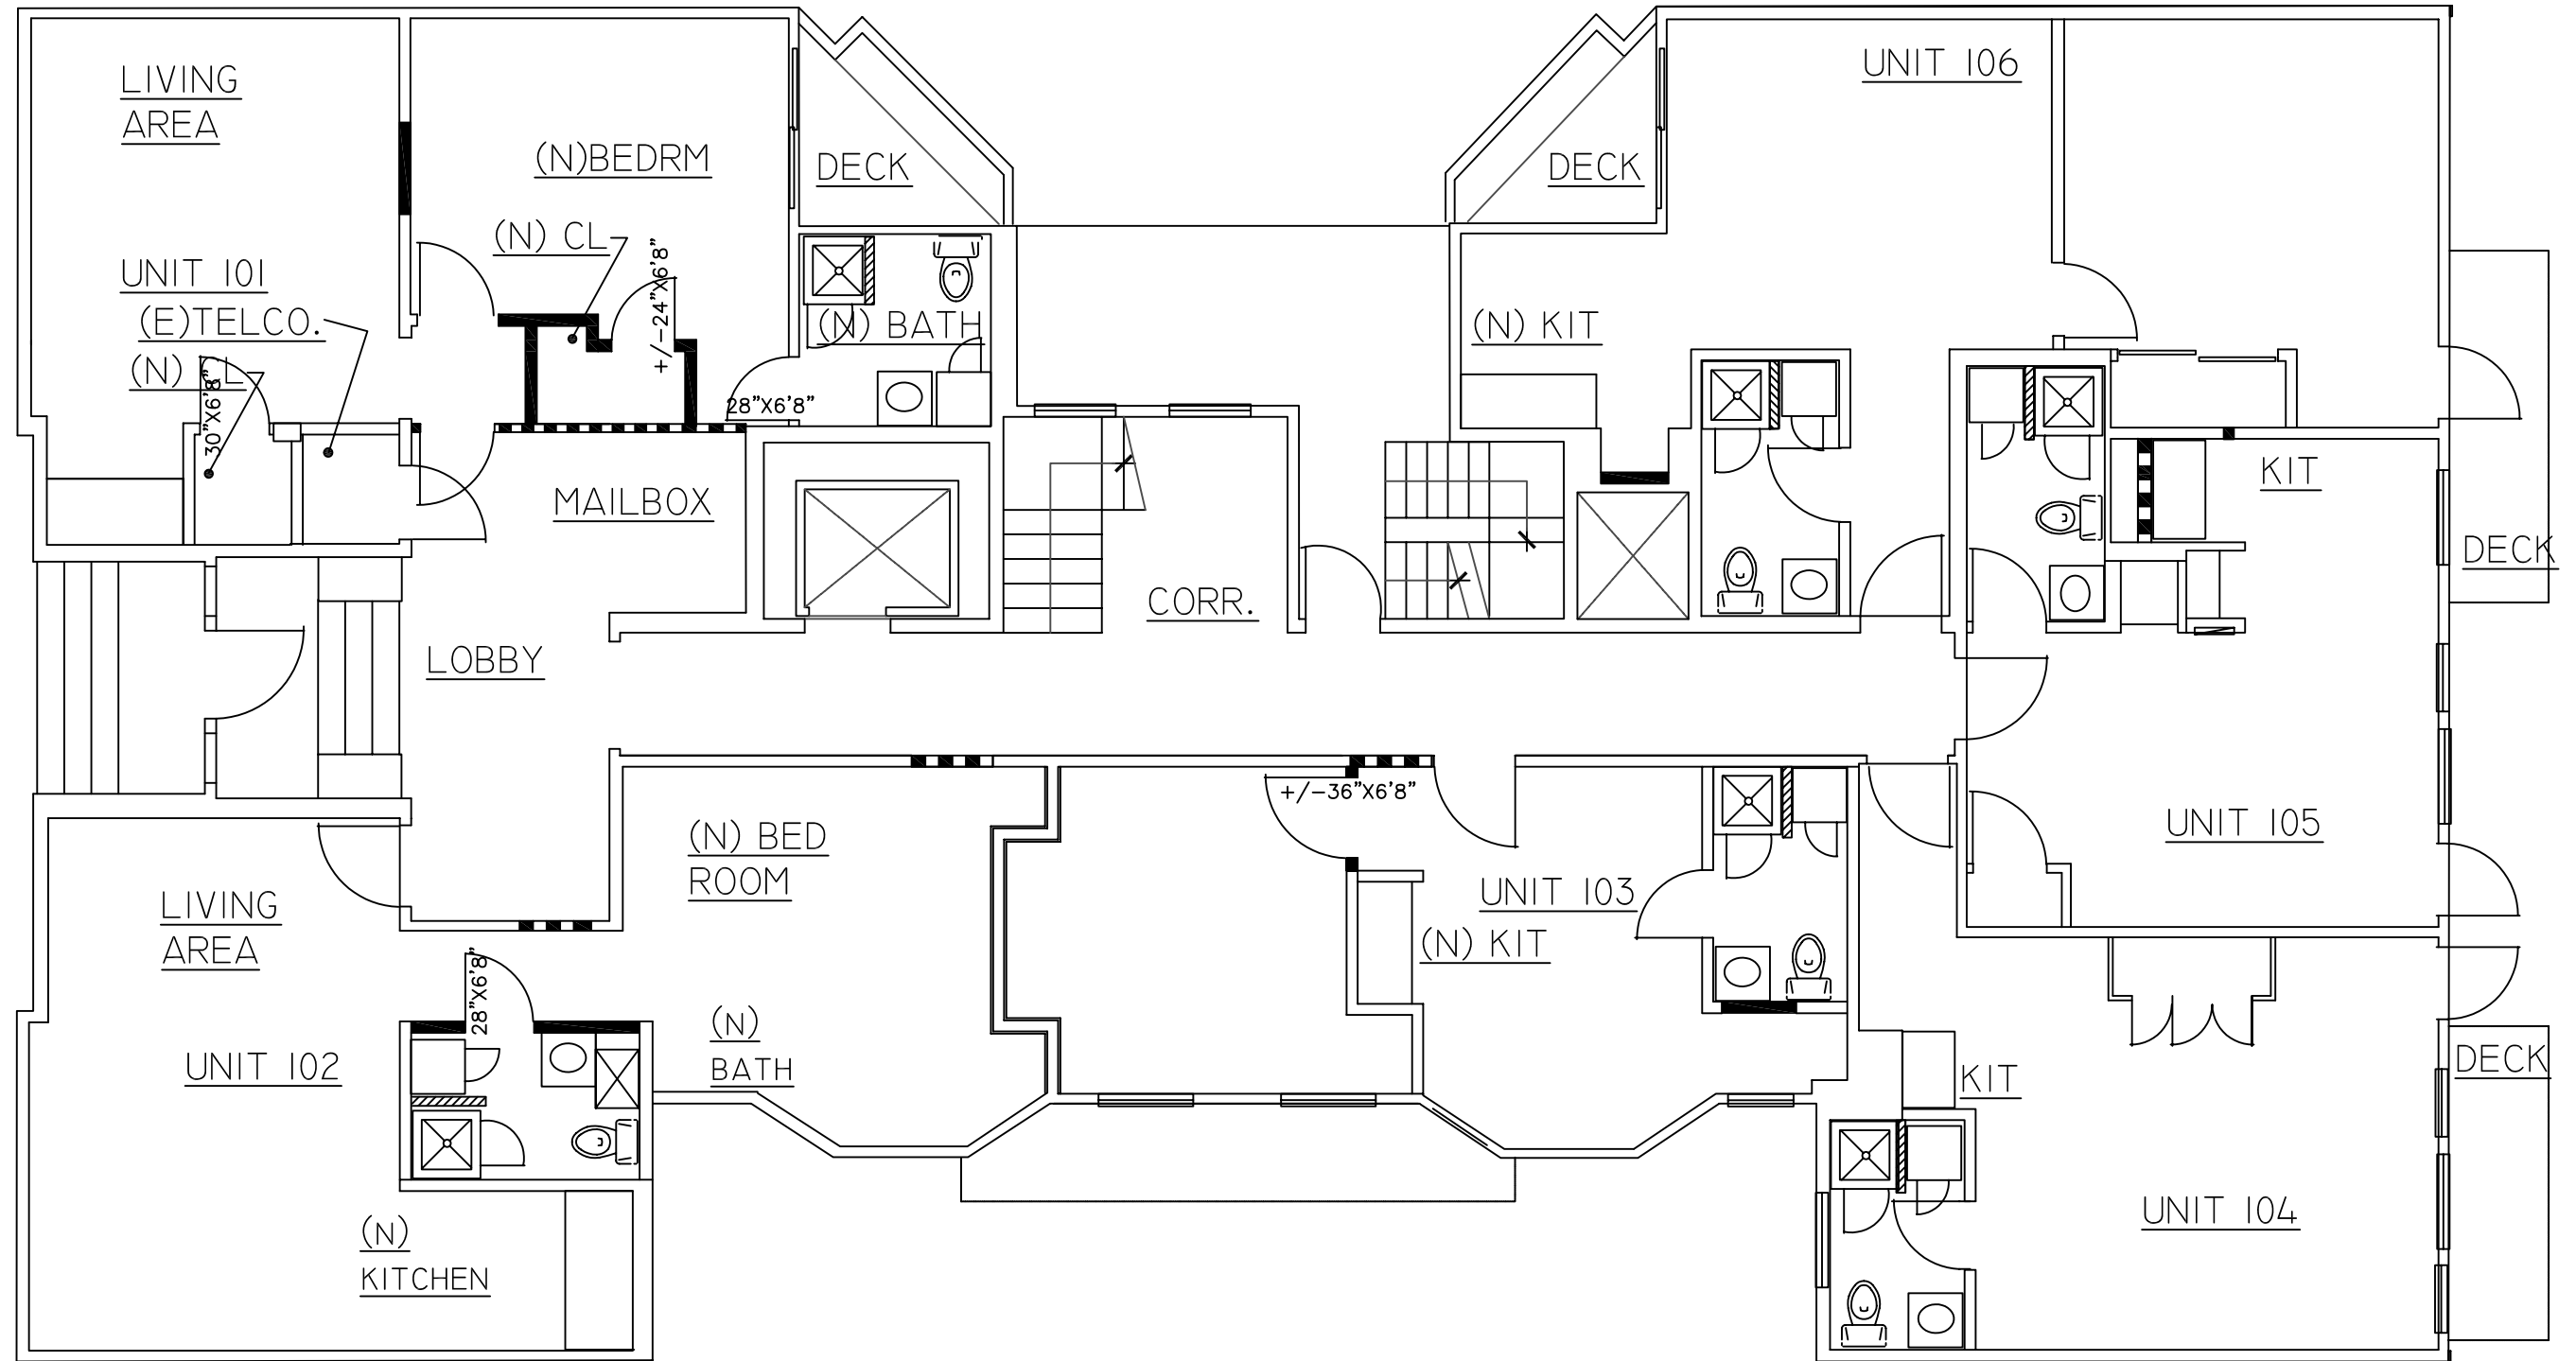 LIVING
AREA
UNIT 106
(N)BEDRM
DECK
DECK
(N) CL
+/-24"X6'8"
UNIT 101
(E)TELCO.
(N) CL
30"X6'8"
(N) BATH
(N) KIT
28"X6'8"
KIT
MAILBOX
DECK
CORR.
LOBBY
+/-36"X6'8"
UNIT 105
(N) BED
ROOM
LIVING
AREA
UNIT 103
(N) KIT
28"X6'8"
(N)
BATH
UNIT 102
KIT
DECK
UNIT 104
(N)
KITCHEN